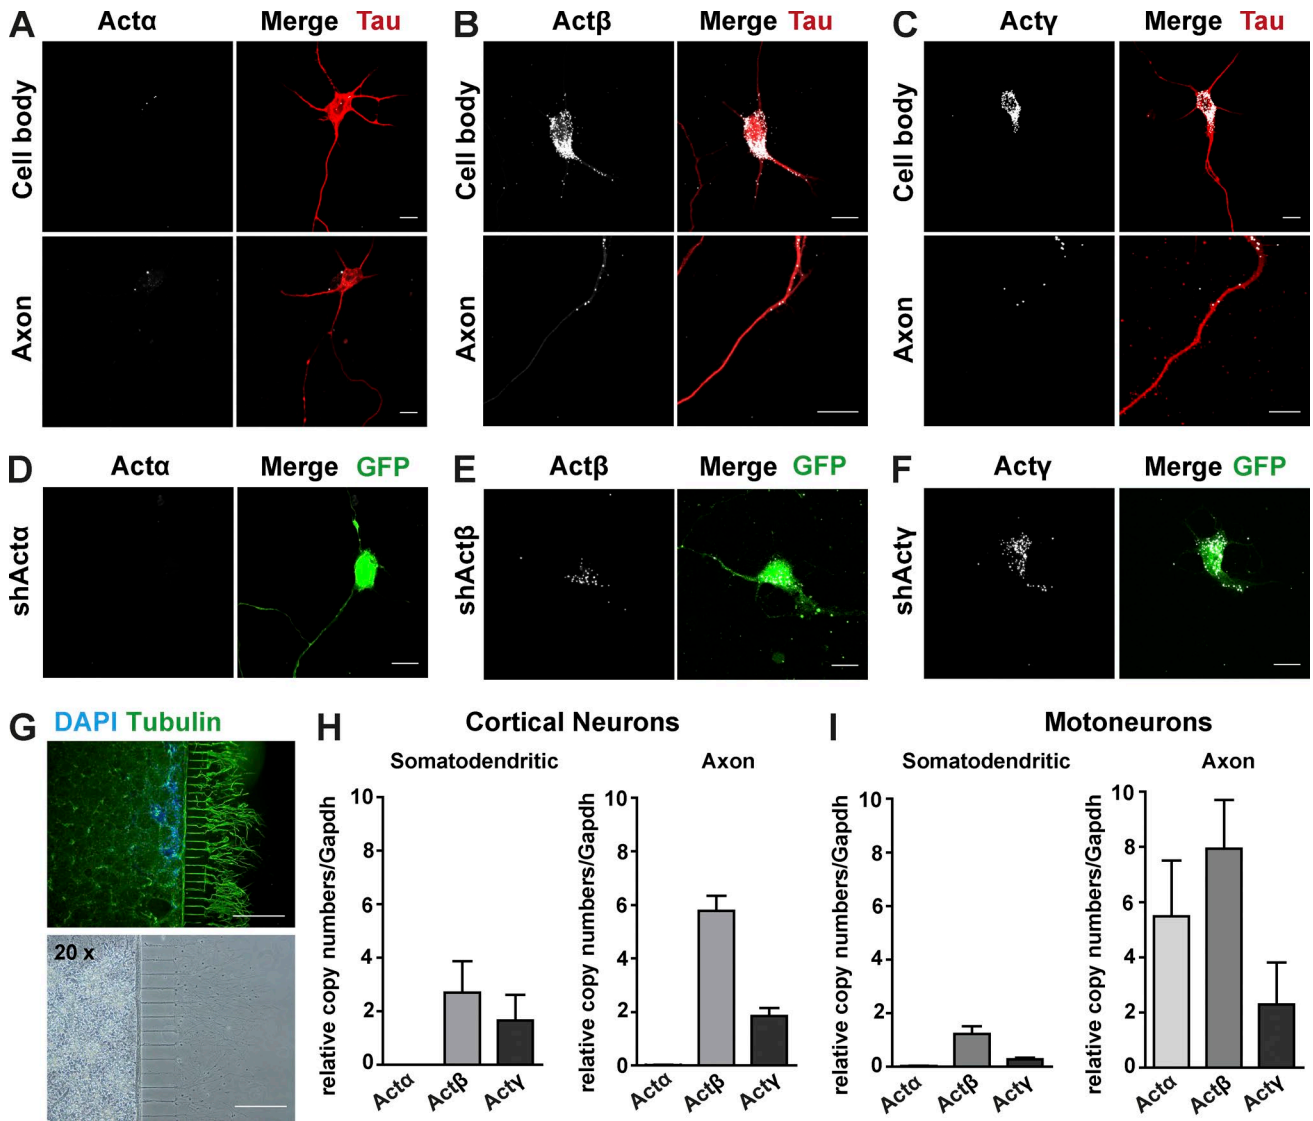 A Actα Merge Tau B Actβ Merge Tau C Actγ Merge Tau
Cell body Cell body Cell body
Axon Axon Axon
D Actα Merge GFP E Actβ Merge GFP F Actγ Merge GFP
shActα shActβ shActγ
G DAPI Tubulin H Cortical Neurons I Motoneurons
Somatodendritic Axon Somatodendritic Axon
20 x
relative copy numbers/Gapdh
10
8
6
4
2
0
Actα Actβ Actγ
relative copy numbers/Gapdh
10
8
6
4
2
0
Actα Actβ Actγ
relative copy numbers/Gapdh
10
8
6
4
2
0
Actα Actβ Actγ
relative copy numbers/Gapdh
10
8
6
4
2
0
Actα Actβ Actγ